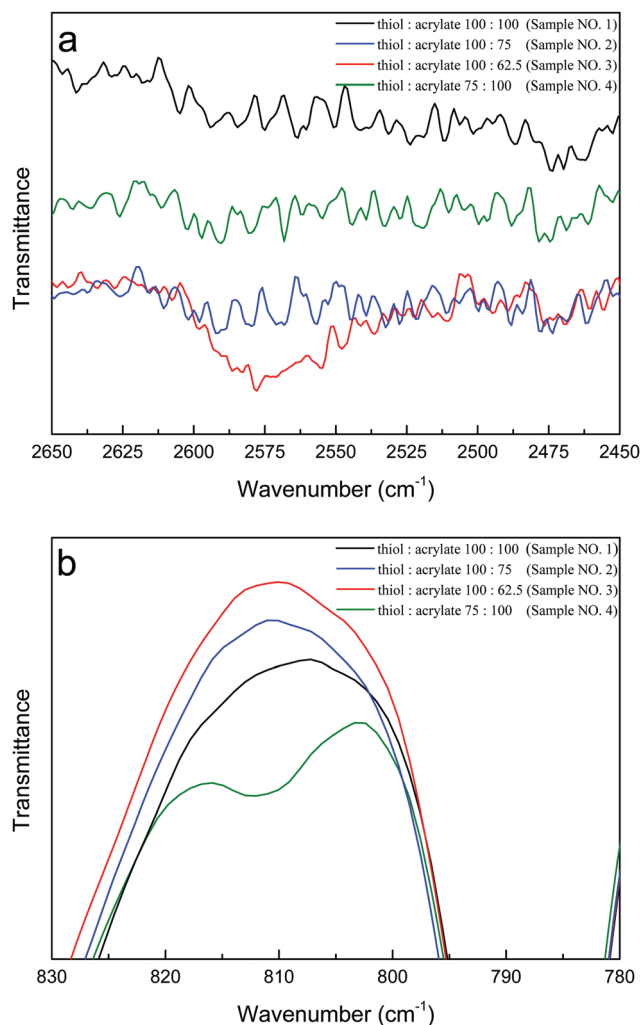 a
thiol : acrylate 100 : 100 (Sample NO. 1)
thiol : acrylate 100 : 75 (Sample NO. 2)
thiol : acrylate 100 : 62.5 (Sample NO. 3)
thiol : acrylate 75 : 100 (Sample NO. 4)
Transmittance
2650 2625 2600 2575 2550 2525 2500 2475 2450
Wavenumber (cm⁻¹)
b
thiol : acrylate 100 : 100 (Sample NO. 1)
thiol : acrylate 100 : 75 (Sample NO. 2)
thiol : acrylate 100 : 62.5 (Sample NO. 3)
thiol : acrylate 75 : 100 (Sample NO. 4)
Transmittance
830 820 810 800 790 780
Wavenumber (cm⁻¹)